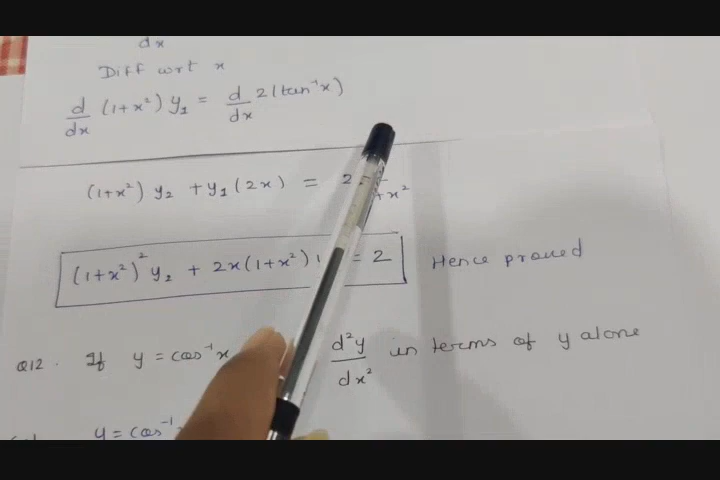 dx
Diff wrt x
d/dx (1+x²) y₁ = d/dx 2(tan⁻¹x)
(1+x²) y₂ + y₁(2x) = 2 +x²
(1+x²)² y₂ + 2x(1+x²) = 2 Hence proved
Q12. If y = cos⁻¹x d²y/dx² in terms of y alone
y = cos⁻¹